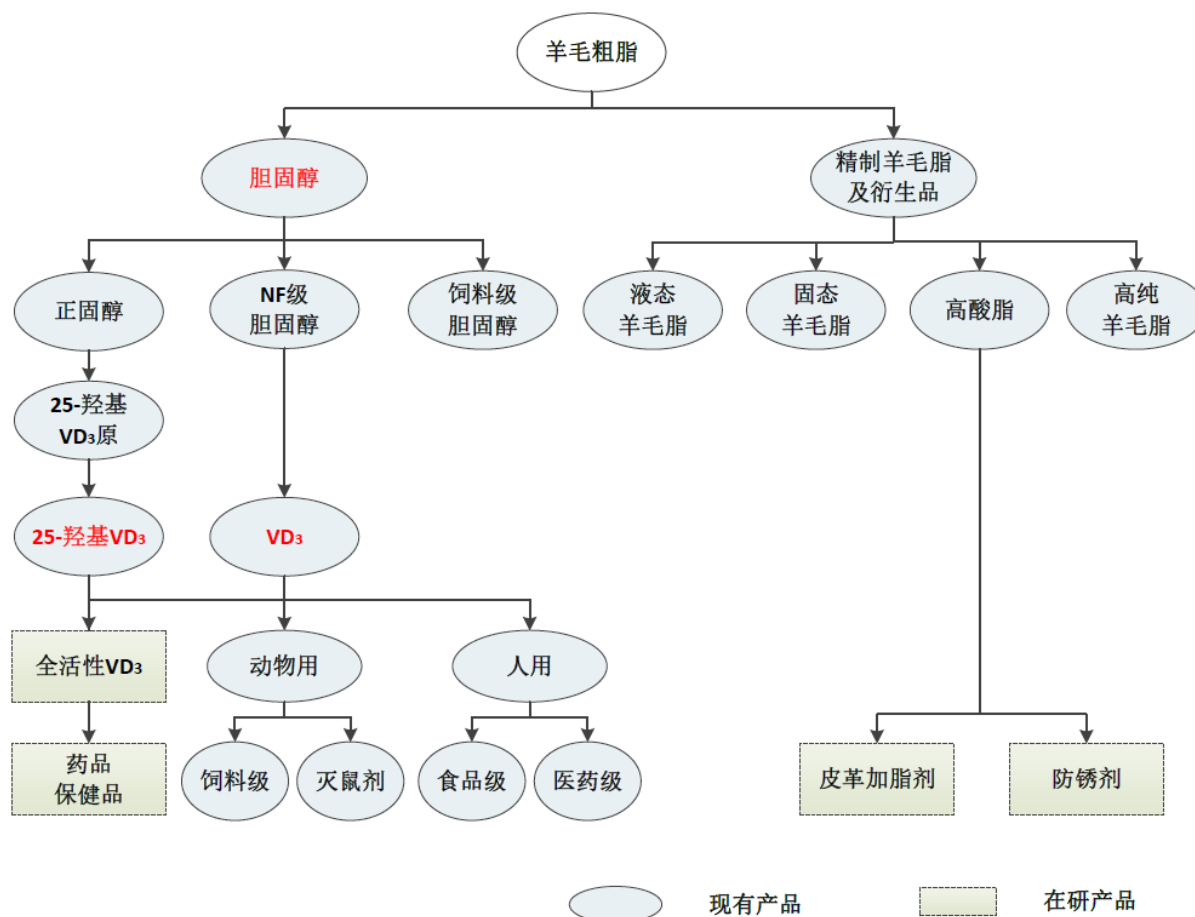 羊毛粗脂
胆固醇
精制羊毛脂
及衍生品
正固醇
NF级
胆固醇
饲料级
胆固醇
液态
羊毛脂
固态
羊毛脂
高酸脂
高纯
羊毛脂
25-羟基
VD₃原
25-羟基VD₃
VD₃
全活性VD₃
动物用
人用
药品
保健品
饲料级
灭鼠剂
食品级
医药级
皮革加脂剂
防锈剂
现有产品
在研产品